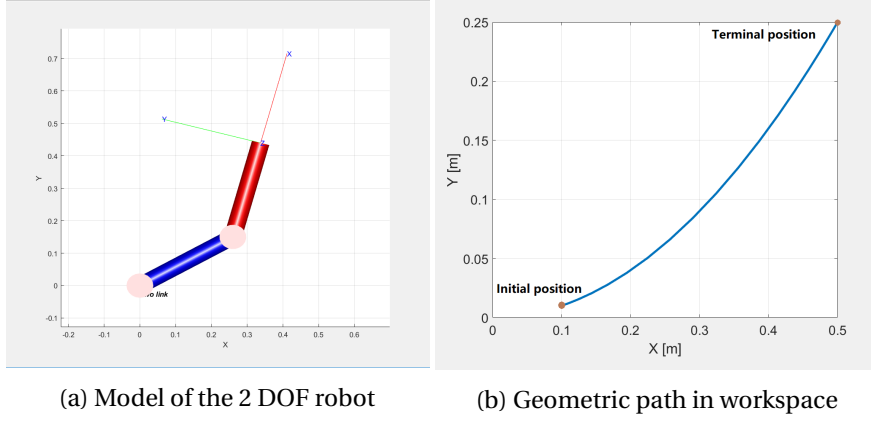 0.7
0.6
0.5
0.4
0.3
0.2
0.1
0
-0.1
-0.2
-0.1
0
0.1
0.2
0.3
0.4
0.5
0.6
X
Y
X
Y
Z
link
0.25
0.2
0.15
0.1
0.05
0
0
0.1
0.2
0.3
0.4
0.5
X [m]
Y [m]
Terminal position
Initial position
(a) Model of the 2 DOF robot
(b) Geometric path in workspace